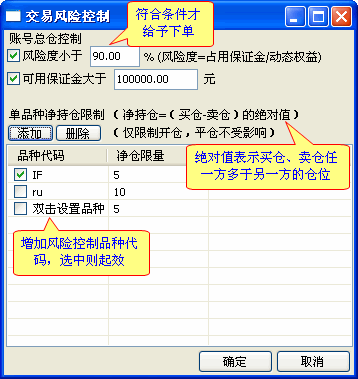 交易风险控制
符合条件才
给予下单
账号总仓控制
风险度小于 90.00 % (风险度=占用保证金/动态权益)
可用保证金大于 100000.00 元
单品种净持仓限制 ( 净持仓=( 买仓-卖仓 ) 的绝对值 )
添加 删除 ( 仅限制开仓，平仓不受影响 )
品种代码 净仓限量
绝对值表示买仓、卖仓任
一方多于另一方的仓位
IF 5
ru 10
双击设置品种 5
增加风险控制品种代
码，选中则起效
确定 取消